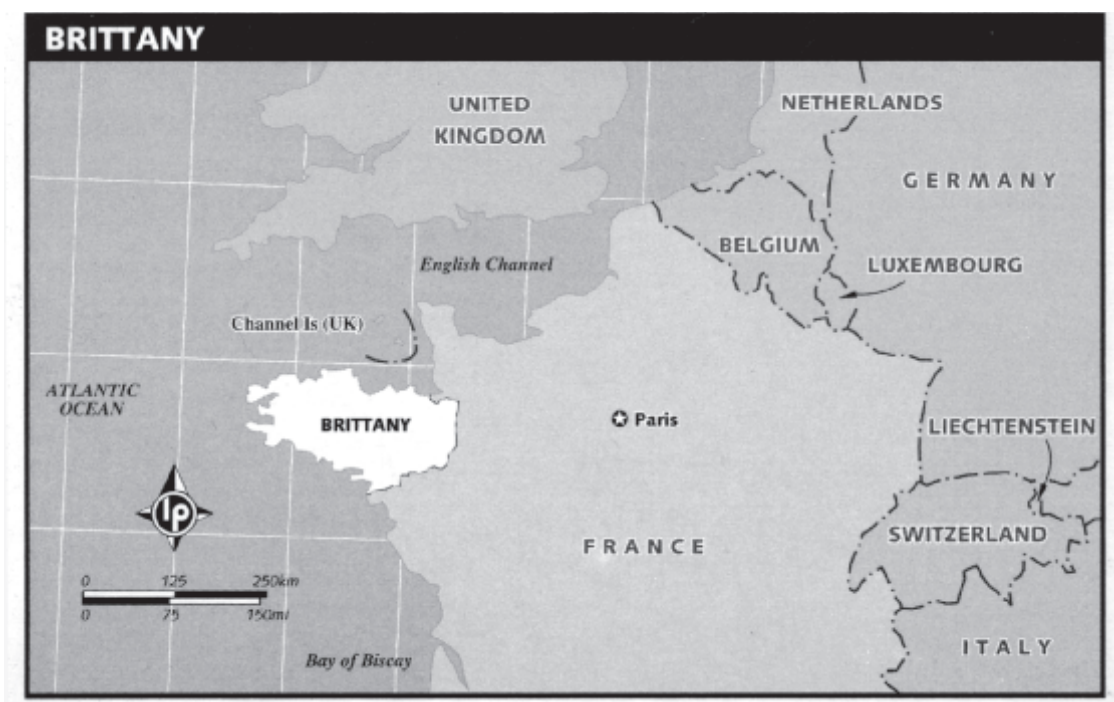 BRITTANY
UNITED
KINGDOM
NETHERLANDS
GERMANY
BELGIUM
LUXEMBOURG
English Channel
Channel Is (UK)
ATLANTIC
OCEAN
BRITTANY
Paris
LIECHTENSTEIN
lp
SWITZERLAND
FRANCE
0 125 250km
0 75 150mi
ITALY
Bay of Biscay